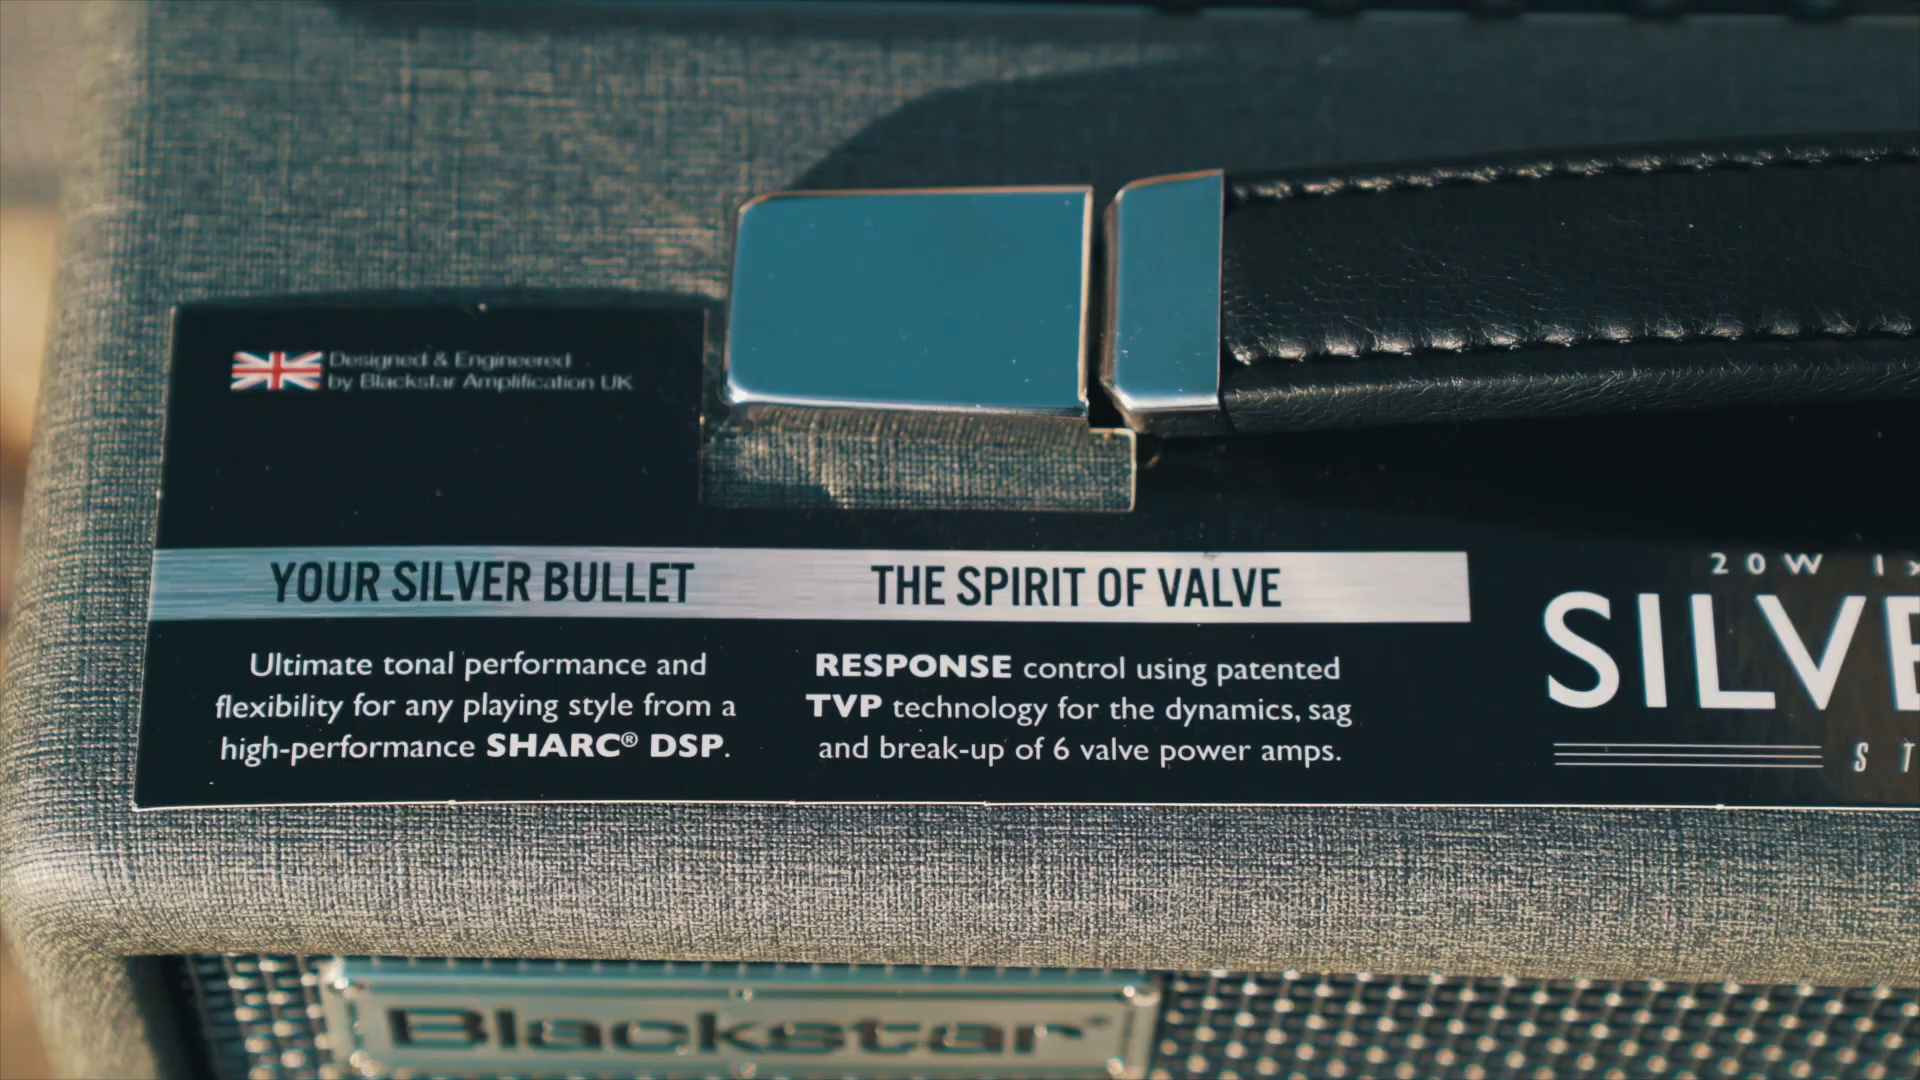 Designed & Engineered
by Blackstar Amplification UK
YOUR SILVER BULLET
Ultimate tonal performance and
flexibility for any playing style from a
high-performance SHARC® DSP.
THE SPIRIT OF VALVE
RESPONSE control using patented
TVP technology for the dynamics, sag
and break-up of 6 valve power amps.
20W 1
SILVE
ST
Blackstar